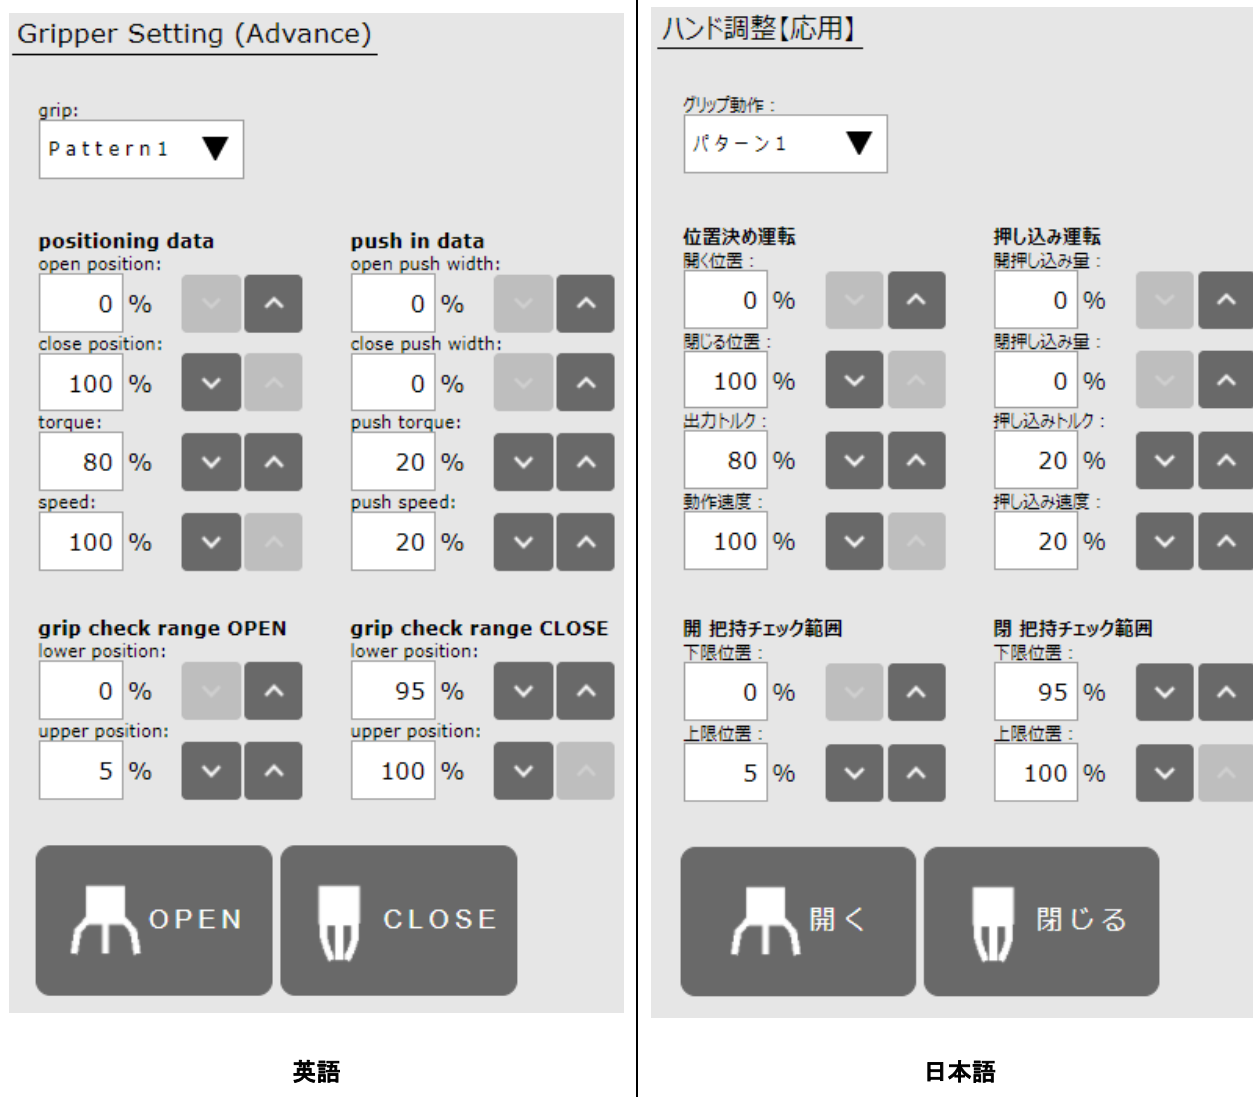 Gripper Setting (Advance)
grip:
Pattern1 ▼
positioning data
open position:
0 %
close position:
100 %
torque:
80 %
speed:
100 %
push in data
open push width:
0 %
close push width:
0 %
push torque:
20 %
push speed:
20 %
grip check range OPEN
lower position:
0 %
upper position:
5 %
grip check range CLOSE
lower position:
95 %
upper position:
100 %
OPEN
CLOSE
英語
ハンド調整【応用】
グリップ動作：
パターン1 ▼
位置決め運転
開く位置：
0 %
閉じる位置：
100 %
出力トルク：
80 %
動作速度：
100 %
押し込み運転
開押し込み量：
0 %
閉押し込み量：
0 %
押し込みトルク：
20 %
押し込み速度：
20 %
開 把持チェック範囲
下限位置：
0 %
上限位置：
5 %
閉 把持チェック範囲
下限位置：
95 %
上限位置：
100 %
開く
閉じる
日本語